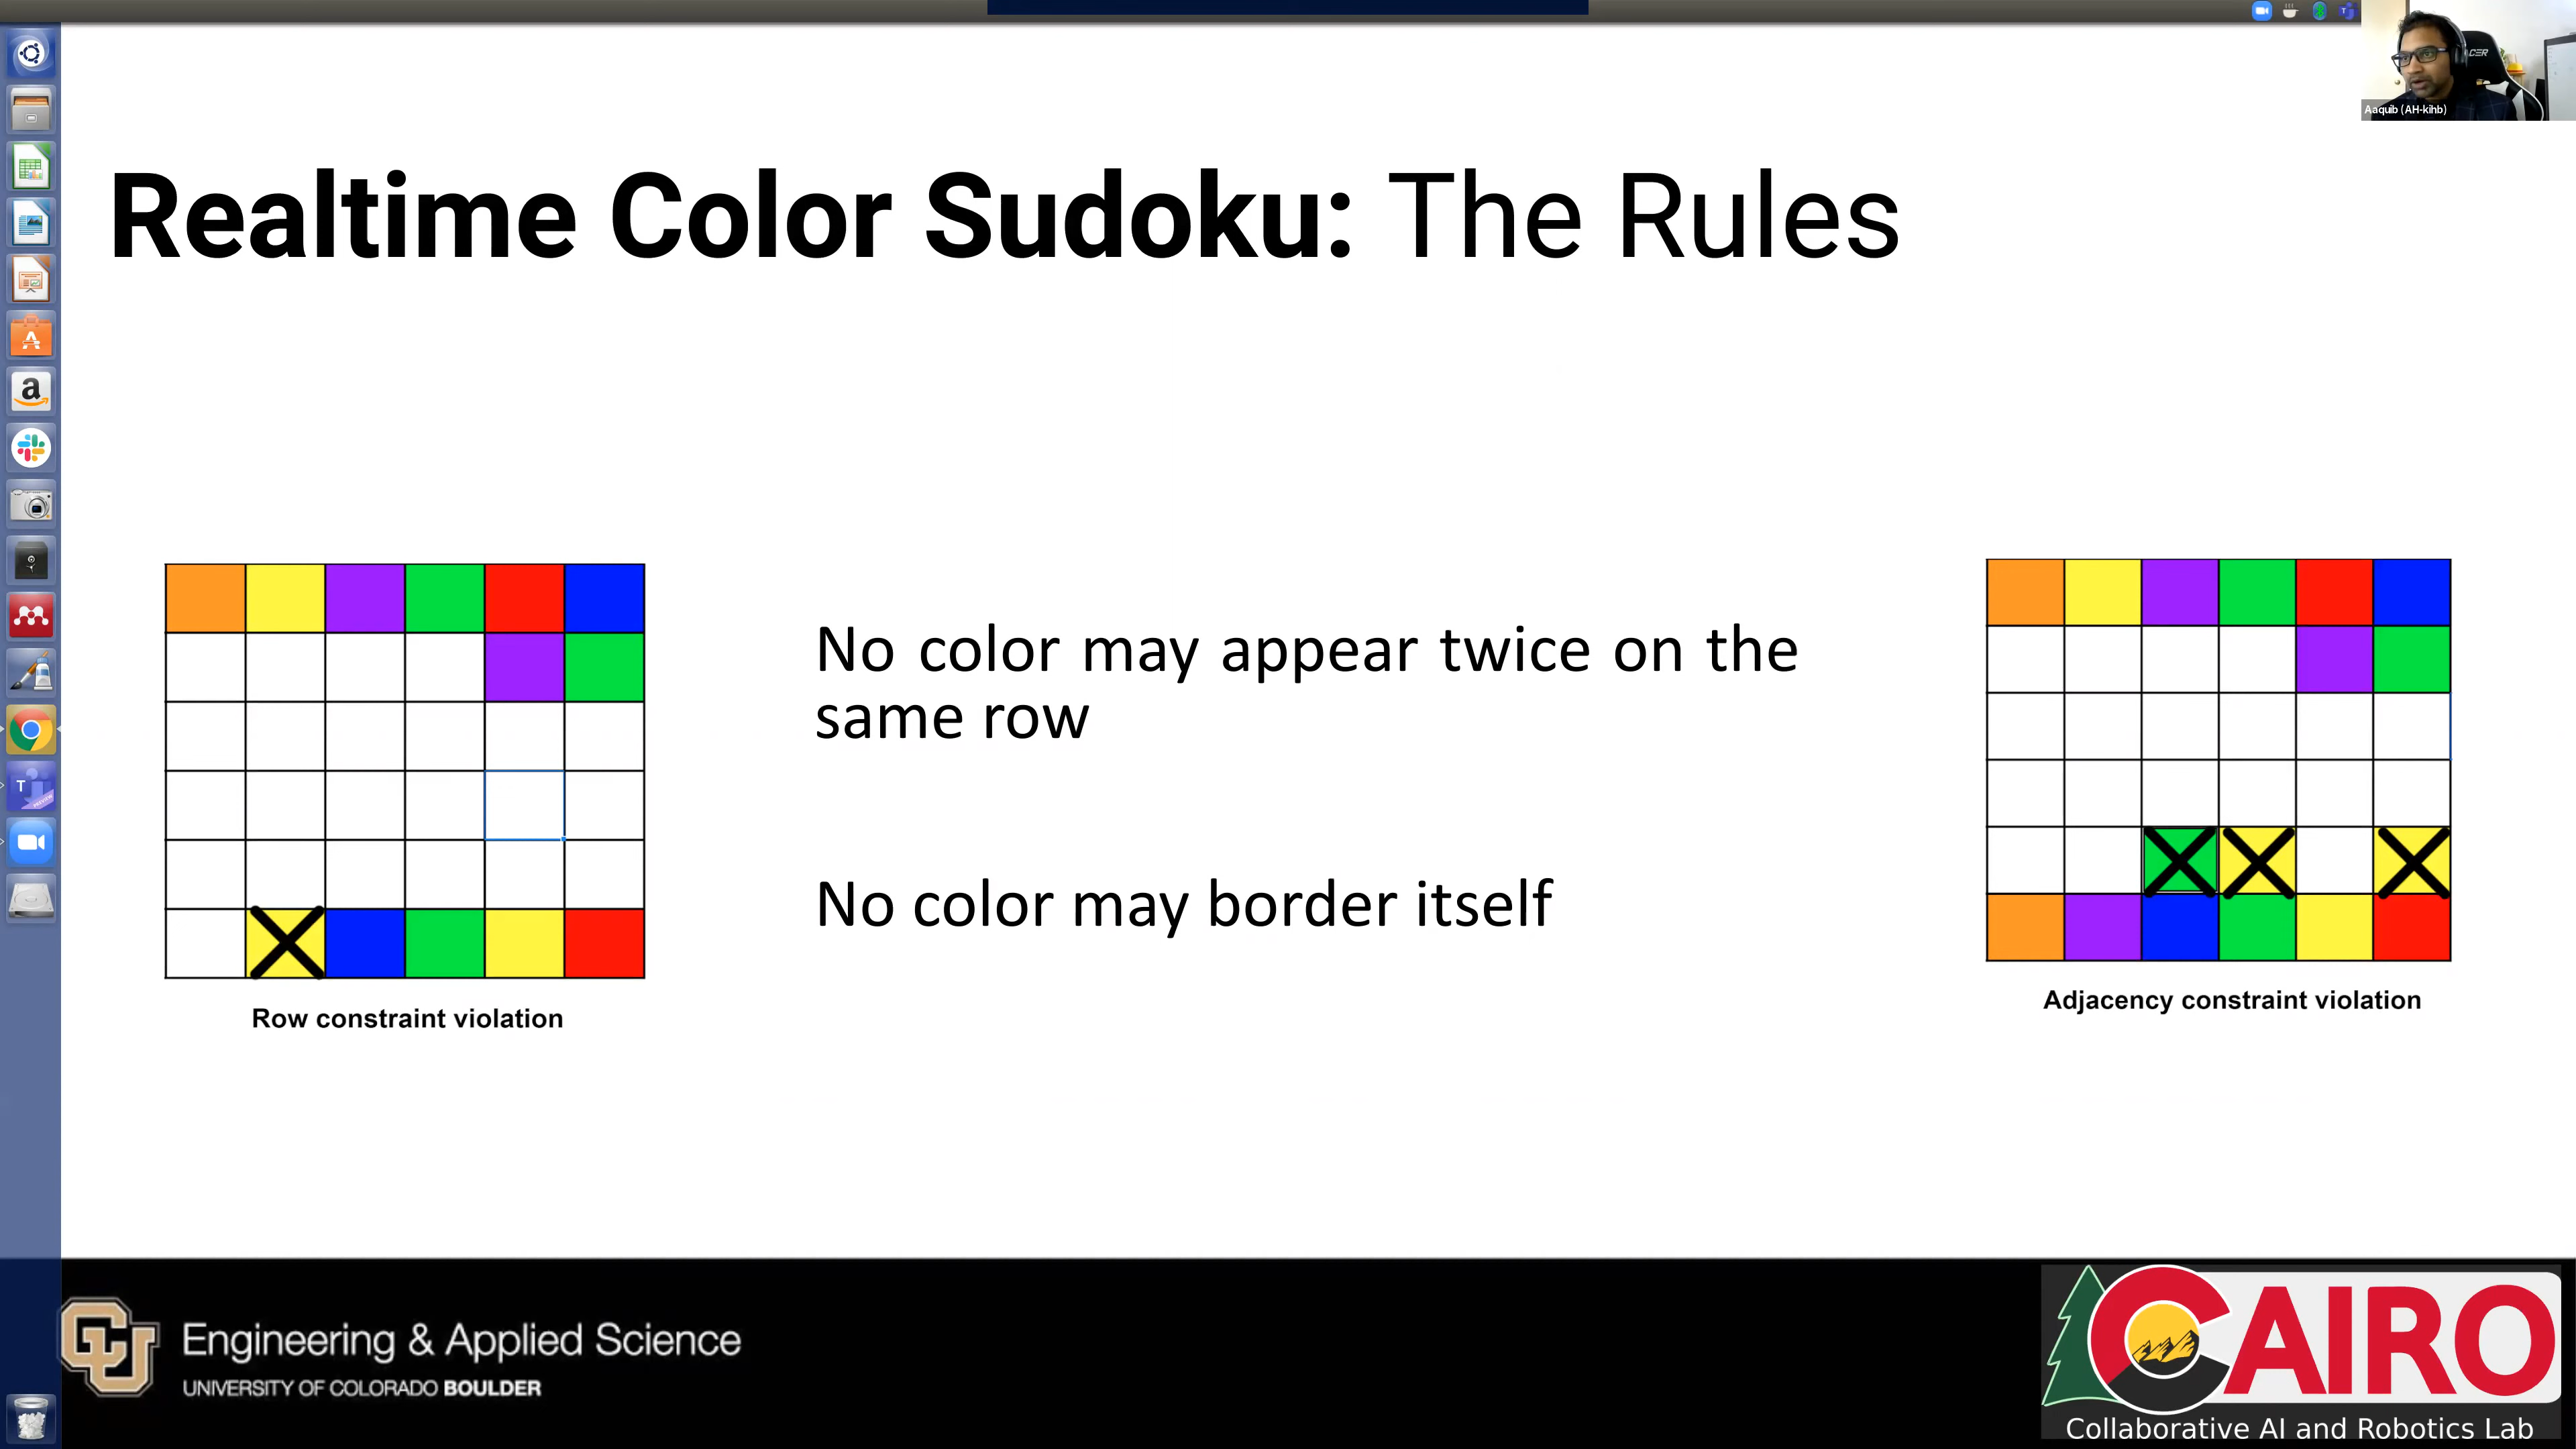 Aaquib (AH-kihb)
Realtime Color Sudoku: The Rules
No color may appear twice on the
same row
No color may border itself
Row constraint violation
Adjacency constraint violation
CU Engineering & Applied Science
UNIVERSITY OF COLORADO BOULDER
CAIRO
Collaborative AI and Robotics Lab